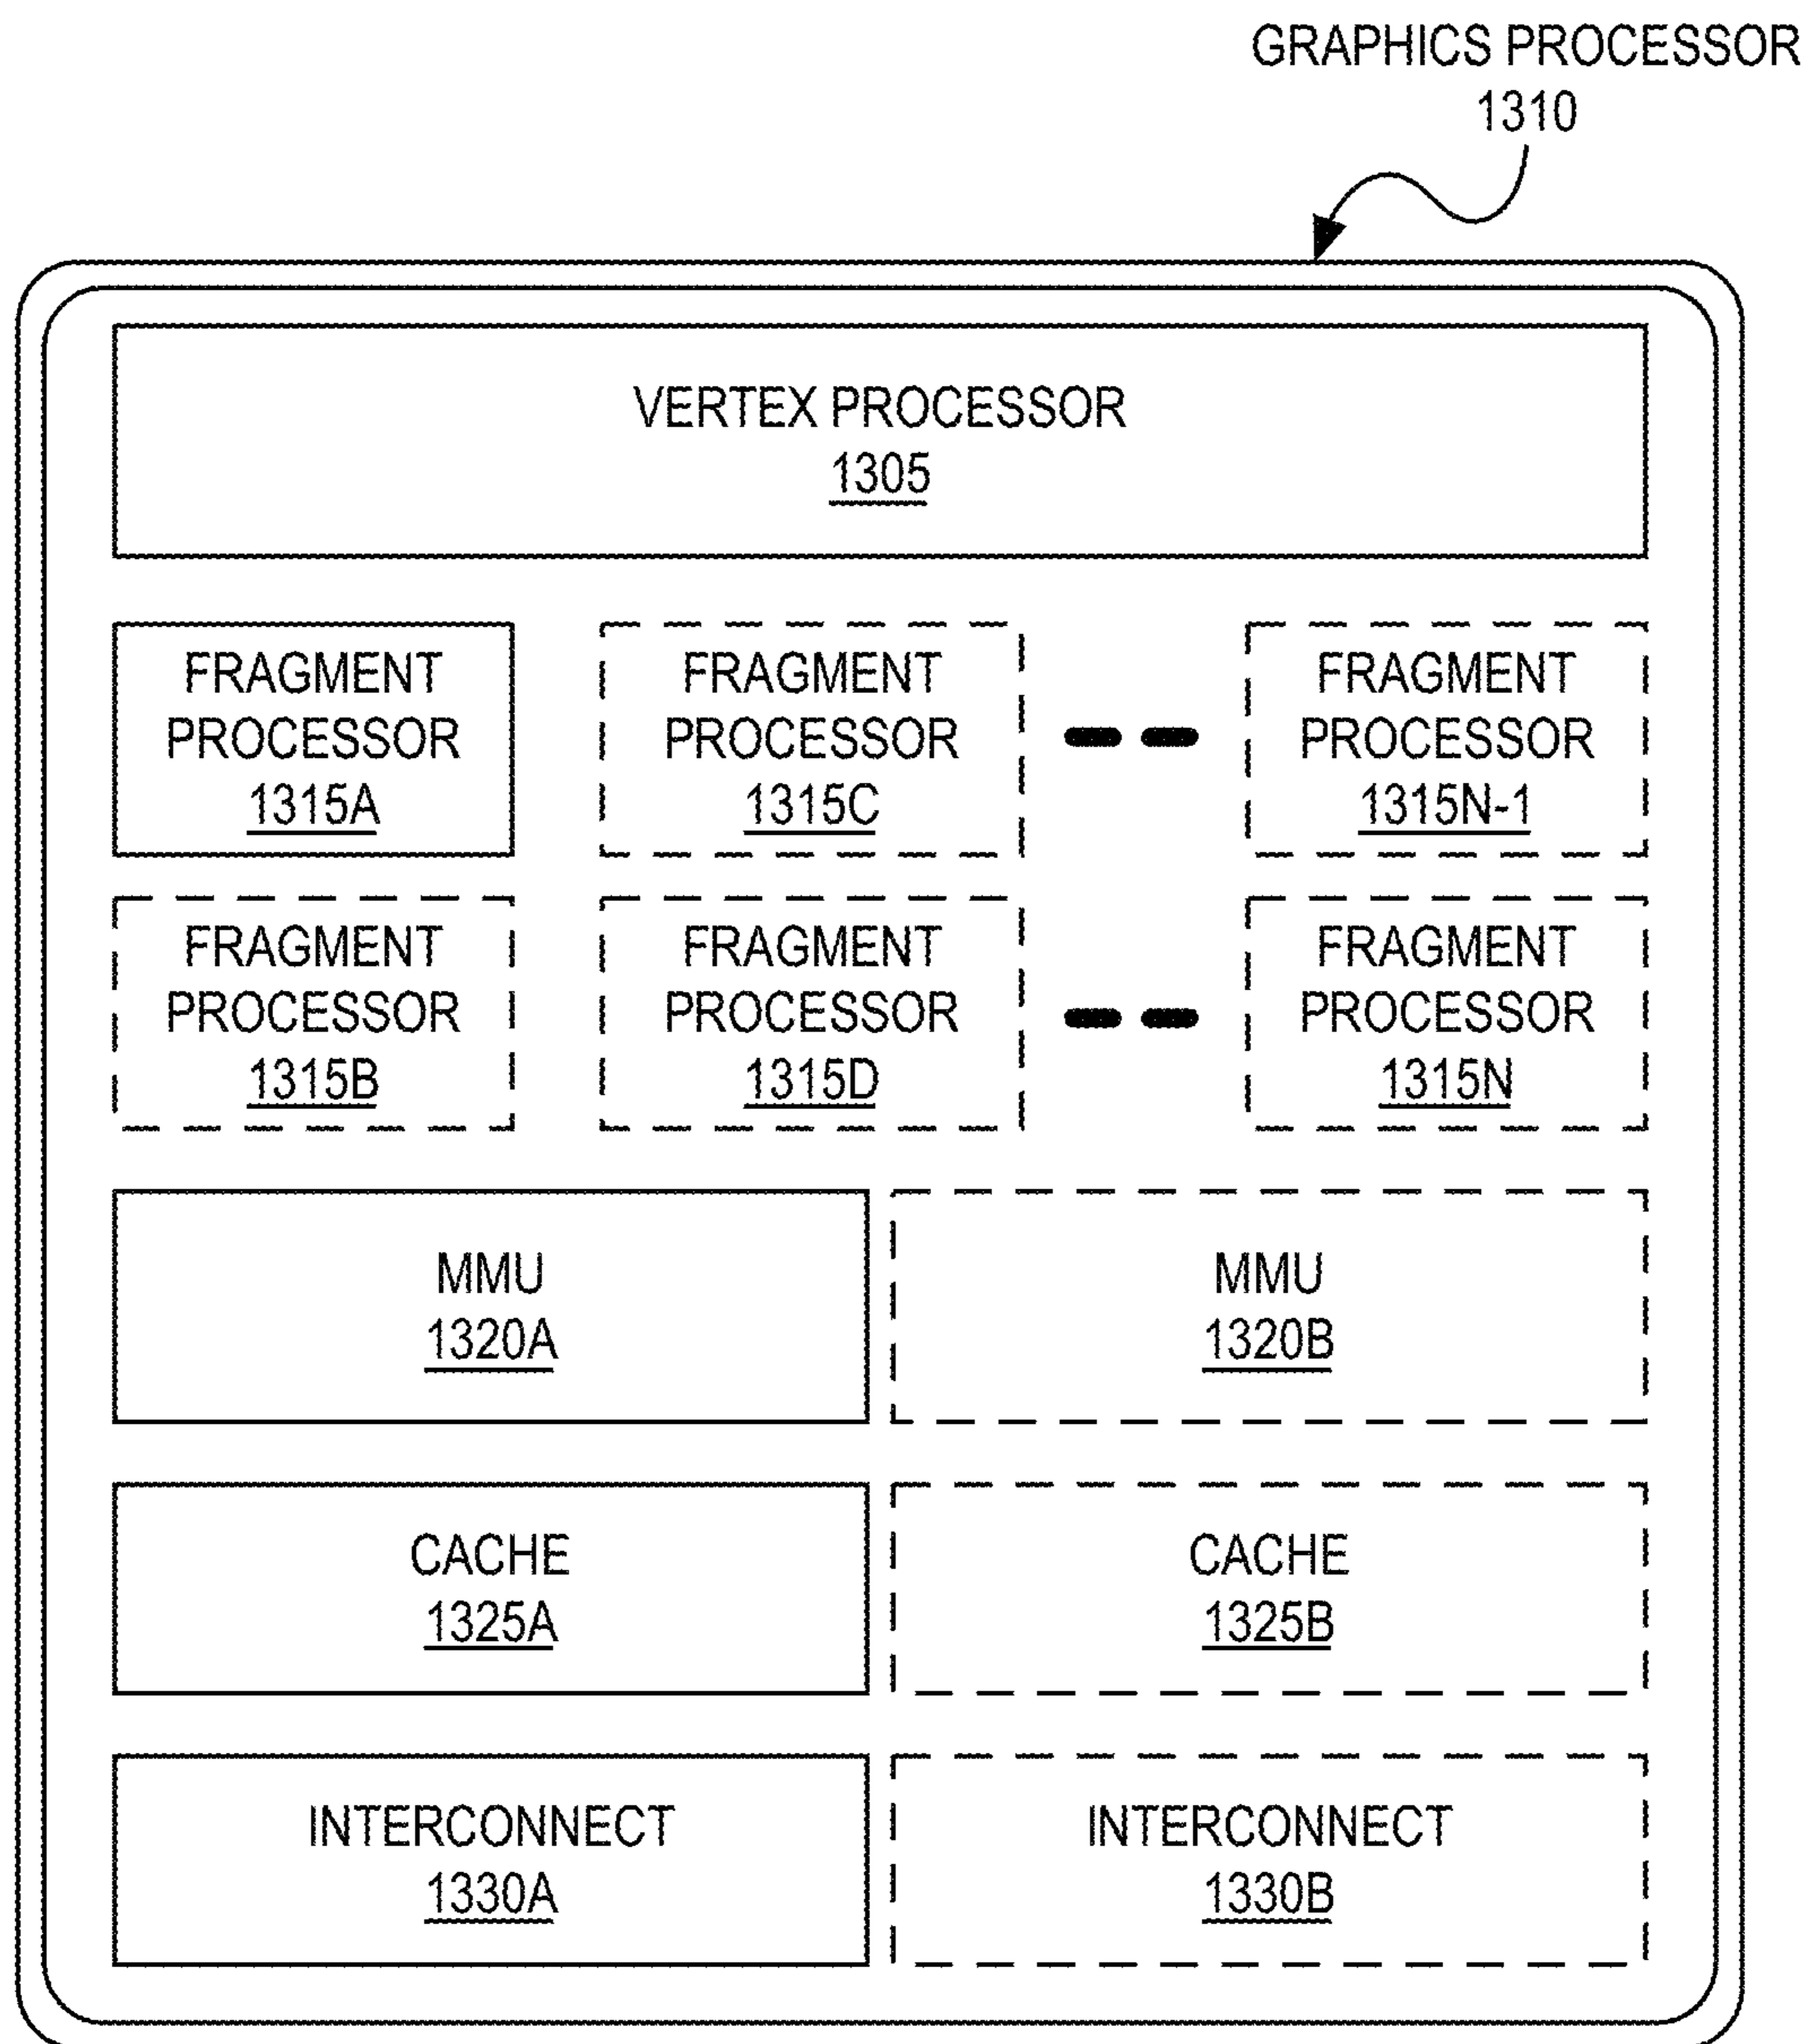 GRAPHICS PROCESSOR
1310
VERTEX PROCESSOR
1305
FRAGMENT
PROCESSOR
1315A
FRAGMENT
PROCESSOR
1315C
FRAGMENT
PROCESSOR
1315N-1
FRAGMENT
PROCESSOR
1315B
FRAGMENT
PROCESSOR
1315D
FRAGMENT
PROCESSOR
1315N
MMU
1320A
MMU
1320B
CACHE
1325A
CACHE
1325B
INTERCONNECT
1330A
INTERCONNECT
1330B